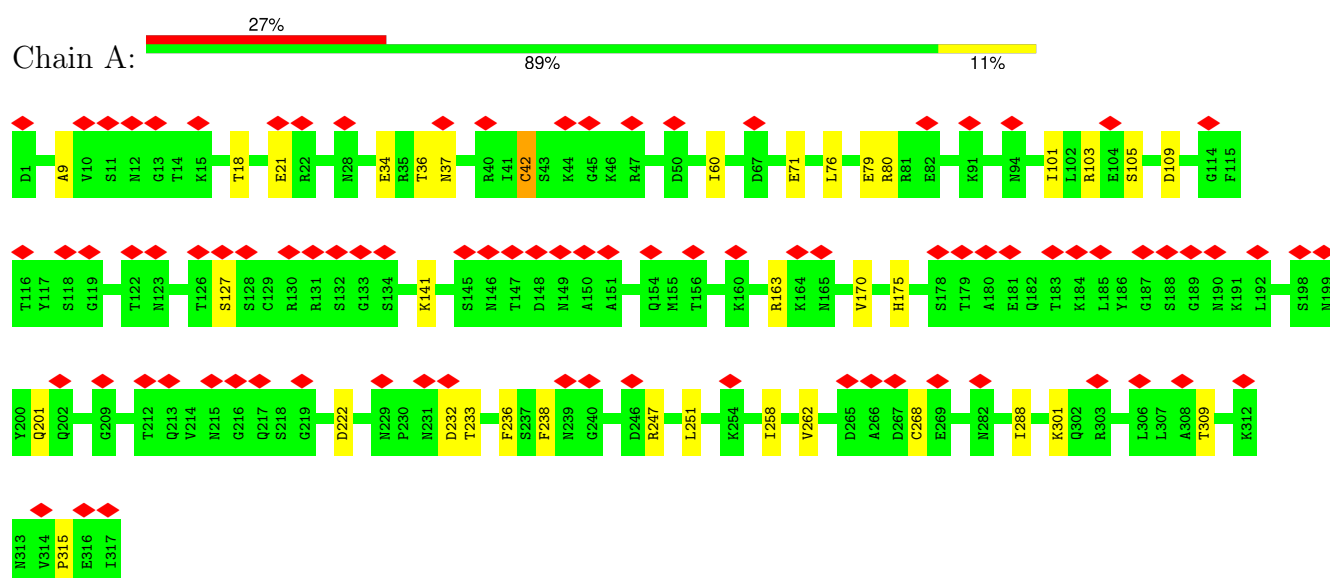 27%
Chain A:
89% 11%
D1 A9 V10 S11 N12 G13 T14 K15 T18 E21 R22 N28 E34 R35 T36 N37 R40 I41 C42 S43 K44 G45 K46 R47 D50 I60 D67 E71 L76 E79 R80 R81 E82 K91 N94 I101 L102 R103 E104 S105 D109 G114 F115
T116 Y117 S118 G119 T122 N123 T126 S127 S128 C129 R130 R131 S132 G133 S134 K141 S145 N146 T147 D148 N149 A150 A151 Q154 M155 T156 K160 R163 K164 N165 V170 H175 S178 T179 A180 E181 Q182 T183 K184 L185 Y186 G187 S188 G189 N190 K191 L192 S198 N199
Y200 Q201 Q202 G209 T212 Q213 V214 N215 G216 Q217 S218 G219 D222 N229 P230 N231 D232 T233 F236 S237 F238 N239 G240 D246 R247 L251 K254 I258 V262 D265 A266 D267 C268 E269 N282 I288 K301 Q302 R303 L306 L307 A308 T309 K312
N313 V314 P315 E316 I317